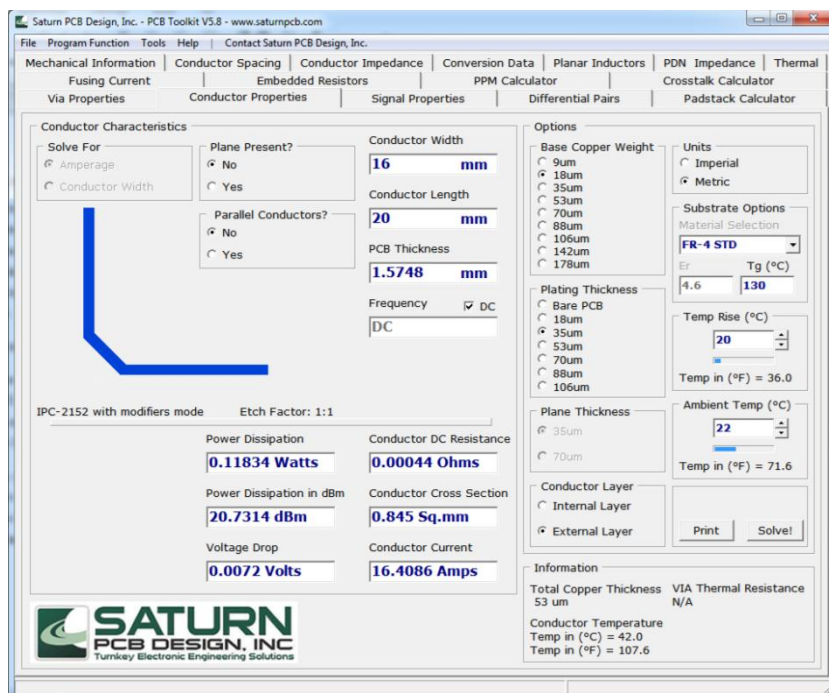 Saturn PCB Design, Inc. - PCB Toolkit V5.8 - www.saturnpcb.com
File Program Function Tools Help | Contact Saturn PCB Design, Inc.
Mechanical Information Conductor Spacing Conductor Impedance Conversion Data Planar Inductors PDN Impedance Thermal
Fusing Current Embedded Resistors PPM Calculator Crosstalk Calculator
Via Properties Conductor Properties Signal Properties Differential Pairs Padstack Calculator
Conductor Characteristics
Solve For
Amperage
Conductor Width
Plane Present?
No
Yes
Parallel Conductors?
No
Yes
Conductor Width
16 mm
Conductor Length
20 mm
PCB Thickness
1.5748 mm
Frequency DC
DC
IPC-2152 with modifiers mode Etch Factor: 1:1
Power Dissipation
0.11834 Watts
Conductor DC Resistance
0.00044 Ohms
Power Dissipation in dBm
20.7314 dBm
Conductor Cross Section
0.845 Sq.mm
Voltage Drop
0.0072 Volts
Conductor Current
16.4086 Amps
SATURN
PCB DESIGN, INC
Turnkey Electronic Engineering Solutions
Options
Base Copper Weight
9um
18um
35um
53um
70um
88um
106um
142um
178um
Plating Thickness
Bare PCB
18um
35um
53um
70um
88um
106um
Plane Thickness
35um
70um
Conductor Layer
Internal Layer
External Layer
Units
Imperial
Metric
Substrate Options
Material Selection
FR-4 STD
Er Tg (°C)
4.6 130
Temp Rise (°C)
20
Temp in (°F) = 36.0
Ambient Temp (°C)
22
Temp in (°F) = 71.6
Print Solve!
Information
Total Copper Thickness
53 um
VIA Thermal Resistance
N/A
Conductor Temperature
Temp in (°C) = 42.0
Temp in (°F) = 107.6